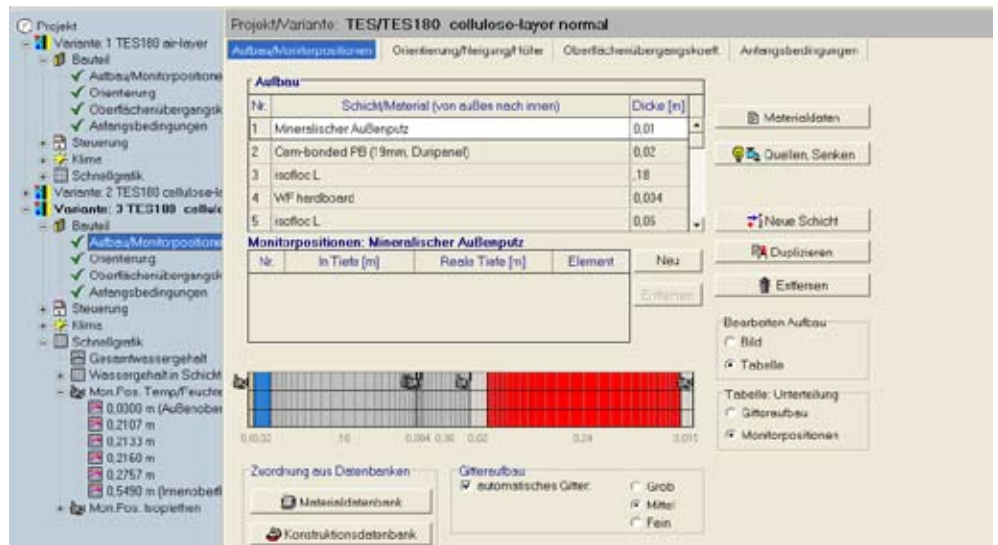 Projekt
Variante: 1 TES180 air-layer
Bauteil
Aufbau/Monitorpositione
Orientierung
Oberflächenübergangsk
Anfangsbedingungen
Steuerung
Klima
Schnellgrafik
Variante: 2 TES180 cellulose-l
Variante: 3 TES180 cellulo
Bauteil
Aufbau/Monitorpositione
Orientierung
Oberflächenübergangsk
Anfangsbedingungen
Steuerung
Klima
Schnellgrafik
Gesamtwassergehalt
Wassergehalt in Schicht
Mon.Pos. Temp/Feuchte
0,0000 m (Außenober
0,2107 m
0,2133 m
0,2160 m
0,2757 m
0,5490 m (Innenoberfl
Mon.Pos. Isoplethen
Projekt/Variante: TES/TES180 cellulose-layer normal
Aufbau/Monitorpositionen Orientierung/Neigung/Höhe Oberflächenübergangskoeff. Anfangsbedingungen
Aufbau
Nr. Schicht/Material (von außen nach innen) Dicke [m]
1 Mineralischer Außenputz 0,01
2 Cem-bonded PB (19mm, Duripanel) 0,02
3 isofloc L ,18
4 WF hardboard 0,004
5 isofloc L 0,06
Monitorpositionen: Mineralischer Außenputz
Nr. In Tiefe [m] Reale Tiefe [m] Element
Neu
Entfernen
,18 0,004 0,06 0,02 0,24 0,015
Zuordnung aus Datenbanken
Materialdatenbank
Konstruktionsdatenbank
Gitteraufbau
automatisches Gitter:
Grob
Mittel
Fein
Materialdaten
Quellen, Senken
Neue Schicht
Duplizieren
Entfernen
Bearbeiten Aufbau
Bild
Tabelle
Tabelle: Unterteilung
Gitteraufbau
Monitorpositionen